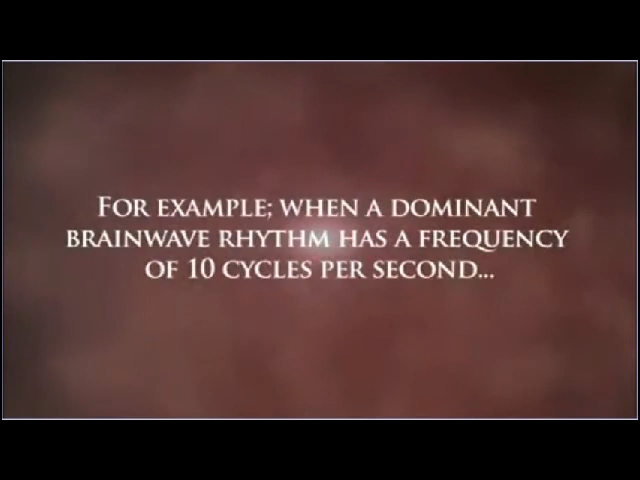 FOR EXAMPLE; WHEN A DOMINANT
BRAINWAVE RHYTHM HAS A FREQUENCY
OF 10 CYCLES PER SECOND...